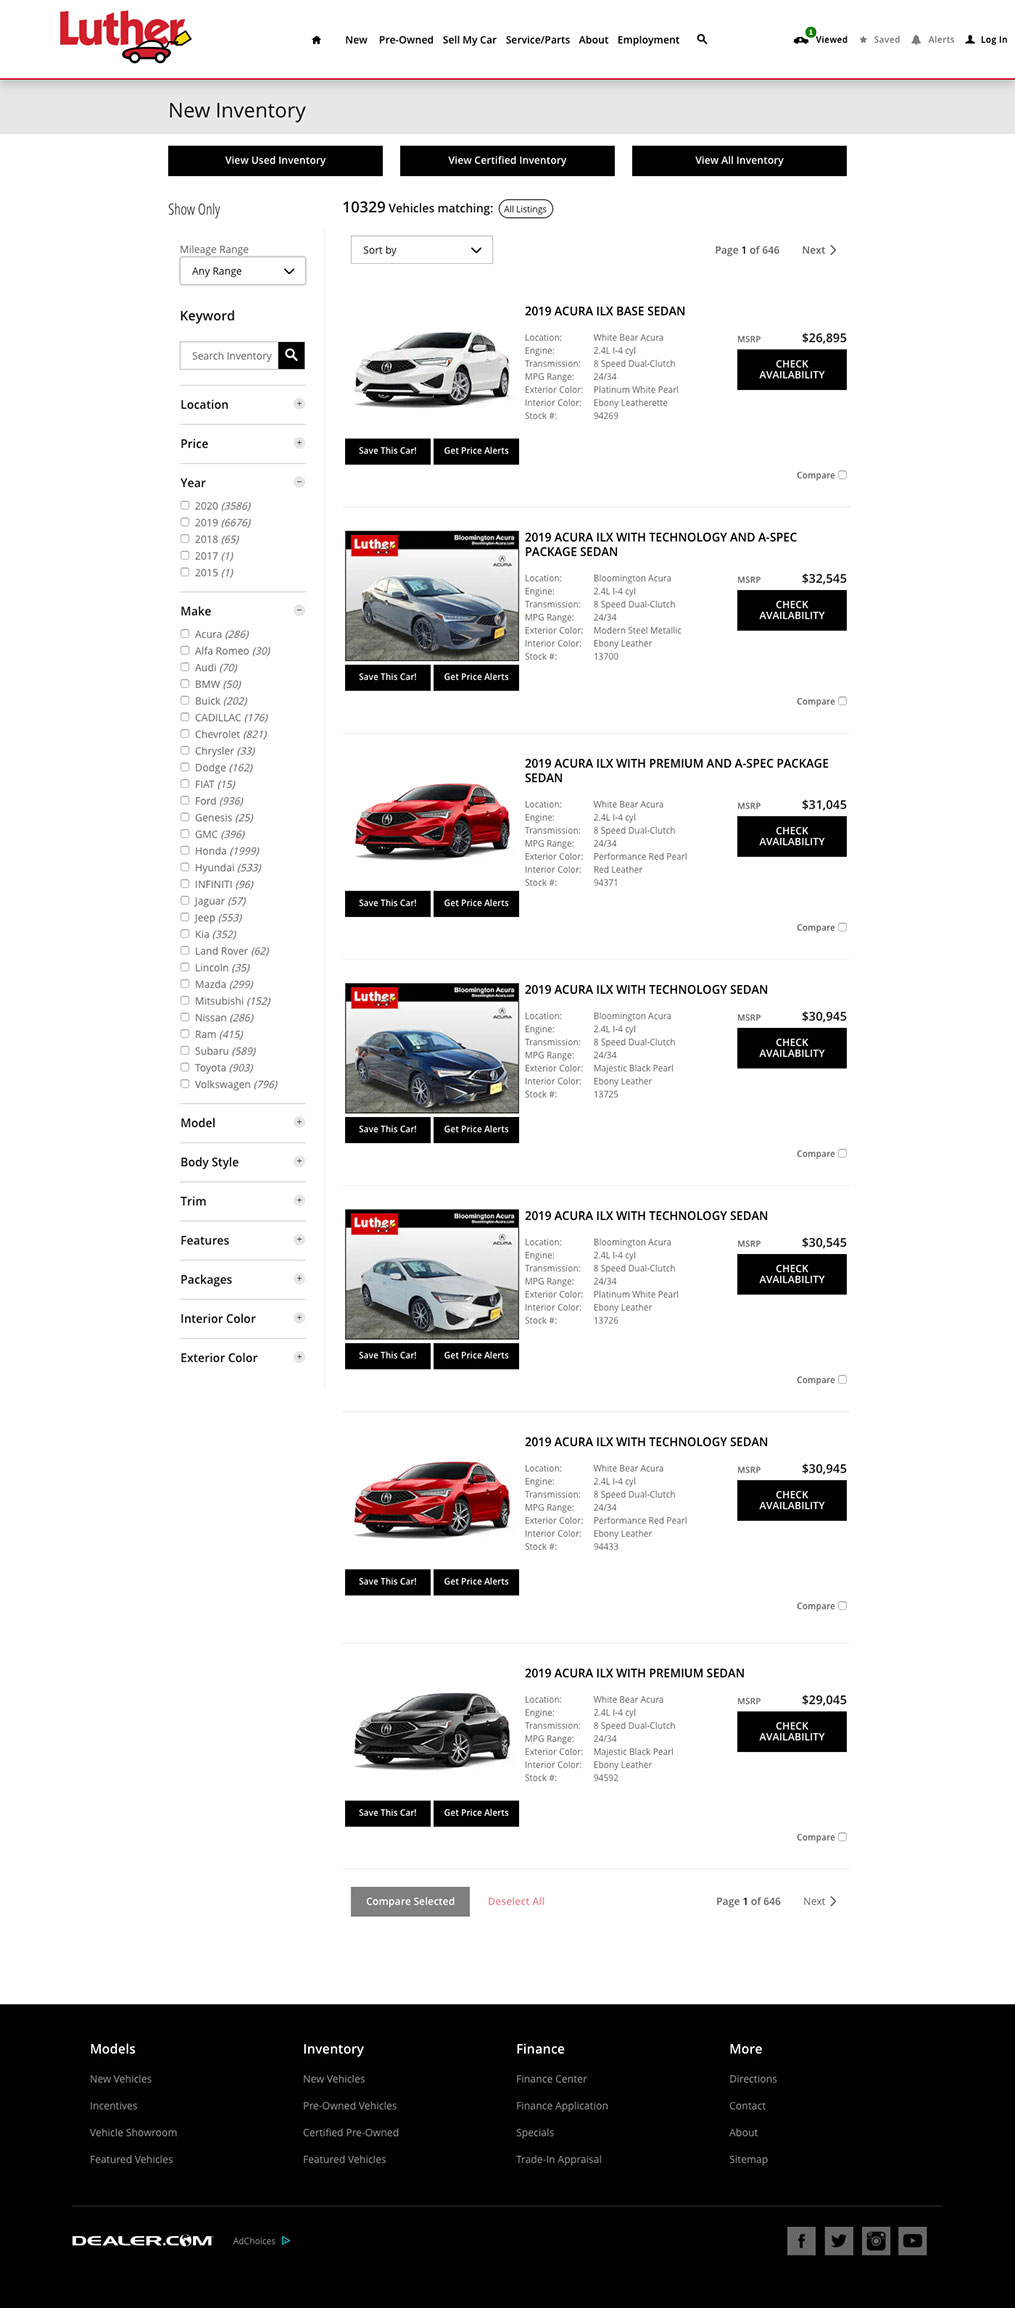 Luther
New Pre-Owned Sell My Car Service/Parts About Employment
1 Viewed Saved Alerts Log In
New Inventory
View Used Inventory
View Certified Inventory
View All Inventory
Show Only
Mileage Range
Any Range
Keyword
Search Inventory
Location
Price
Year
2020 (3586)
2019 (6676)
2018 (65)
2017 (1)
2015 (1)
Make
Acura (286)
Alfa Romeo (30)
Audi (70)
BMW (50)
Buick (202)
CADILLAC (176)
Chevrolet (821)
Chrysler (33)
Dodge (162)
FIAT (15)
Ford (936)
Genesis (25)
GMC (396)
Honda (1999)
Hyundai (533)
INFINITI (96)
Jaguar (57)
Jeep (553)
Kia (352)
Land Rover (62)
Lincoln (35)
Mazda (299)
Mitsubishi (152)
Nissan (286)
Ram (415)
Subaru (589)
Toyota (903)
Volkswagen (796)
Model
Body Style
Trim
Features
Packages
Interior Color
Exterior Color
10329 Vehicles matching: All Listings
Sort by
Page 1 of 646 Next
2019 ACURA ILX BASE SEDAN
Location: White Bear Acura
Engine: 2.4L I-4 cyl
Transmission: 8 Speed Dual-Clutch
MPG Range: 24/34
Exterior Color: Platinum White Pearl
Interior Color: Ebony Leatherette
Stock #: 94269
MSRP $26,895
CHECK
AVAILABILITY
Save This Car! Get Price Alerts
Compare
Luther
Bloomington Acura
Bloomington-Acura.com
ACURA
2019 ACURA ILX WITH TECHNOLOGY AND A-SPEC
PACKAGE SEDAN
Location: Bloomington Acura
Engine: 2.4L I-4 cyl
Transmission: 8 Speed Dual-Clutch
MPG Range: 24/34
Exterior Color: Modern Steel Metallic
Interior Color: Ebony Leather
Stock #: 13700
MSRP $32,545
CHECK
AVAILABILITY
Save This Car! Get Price Alerts
Compare
2019 ACURA ILX WITH PREMIUM AND A-SPEC PACKAGE
SEDAN
Location: White Bear Acura
Engine: 2.4L I-4 cyl
Transmission: 8 Speed Dual-Clutch
MPG Range: 24/34
Exterior Color: Performance Red Pearl
Interior Color: Red Leather
Stock #: 94371
MSRP $31,045
CHECK
AVAILABILITY
Save This Car! Get Price Alerts
Compare
Luther
Bloomington Acura
Bloomington-Acura.com
ACURA
2019 ACURA ILX WITH TECHNOLOGY SEDAN
Location: Bloomington Acura
Engine: 2.4L I-4 cyl
Transmission: 8 Speed Dual-Clutch
MPG Range: 24/34
Exterior Color: Majestic Black Pearl
Interior Color: Ebony Leather
Stock #: 13725
MSRP $30,945
CHECK
AVAILABILITY
Save This Car! Get Price Alerts
Compare
Luther
Bloomington Acura
Bloomington-Acura.com
ACURA
2019 ACURA ILX WITH TECHNOLOGY SEDAN
Location: Bloomington Acura
Engine: 2.4L I-4 cyl
Transmission: 8 Speed Dual-Clutch
MPG Range: 24/34
Exterior Color: Platinum White Pearl
Interior Color: Ebony Leather
Stock #: 13726
MSRP $30,545
CHECK
AVAILABILITY
Save This Car! Get Price Alerts
Compare
2019 ACURA ILX WITH TECHNOLOGY SEDAN
Location: White Bear Acura
Engine: 2.4L I-4 cyl
Transmission: 8 Speed Dual-Clutch
MPG Range: 24/34
Exterior Color: Performance Red Pearl
Interior Color: Ebony Leather
Stock #: 94433
MSRP $30,945
CHECK
AVAILABILITY
Save This Car! Get Price Alerts
Compare
2019 ACURA ILX WITH PREMIUM SEDAN
Location: White Bear Acura
Engine: 2.4L I-4 cyl
Transmission: 8 Speed Dual-Clutch
MPG Range: 24/34
Exterior Color: Majestic Black Pearl
Interior Color: Ebony Leather
Stock #: 94592
MSRP $29,045
CHECK
AVAILABILITY
Save This Car! Get Price Alerts
Compare
Compare Selected Deselect All Page 1 of 646 Next
Models
New Vehicles
Incentives
Vehicle Showroom
Featured Vehicles
Inventory
New Vehicles
Pre-Owned Vehicles
Certified Pre-Owned
Featured Vehicles
Finance
Finance Center
Finance Application
Specials
Trade-In Appraisal
More
Directions
Contact
About
Sitemap
DEALER.COM AdChoices